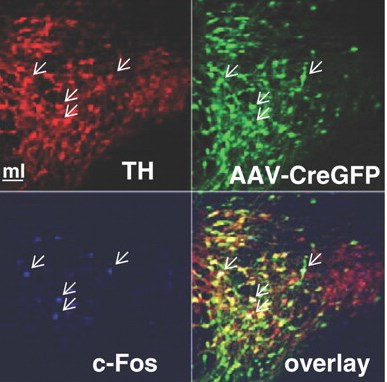 TH
ml
AAV-CreGFP
c-Fos
overlay